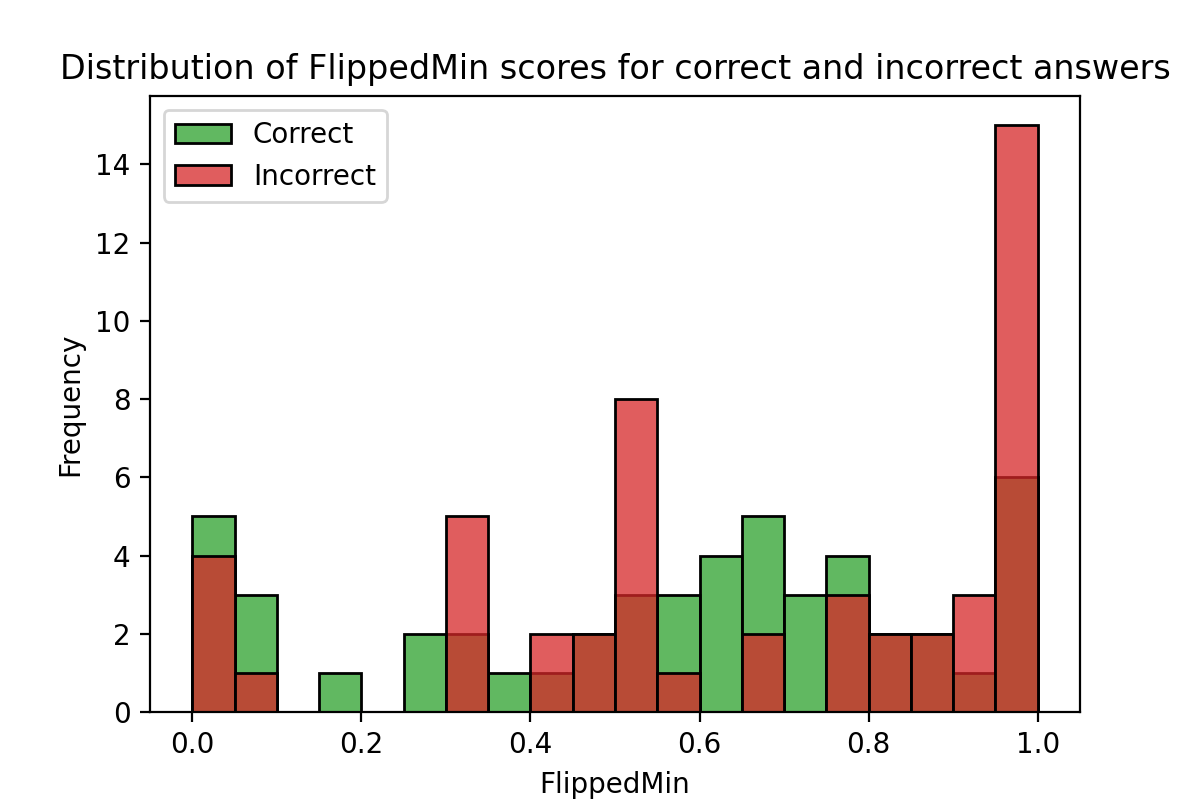 Distribution of FlippedMin scores for correct and incorrect answers
Correct
Incorrect
14
12
10
8
6
4
2
0
Frequency
0.0 0.2 0.4 0.6 0.8 1.0
FlippedMin